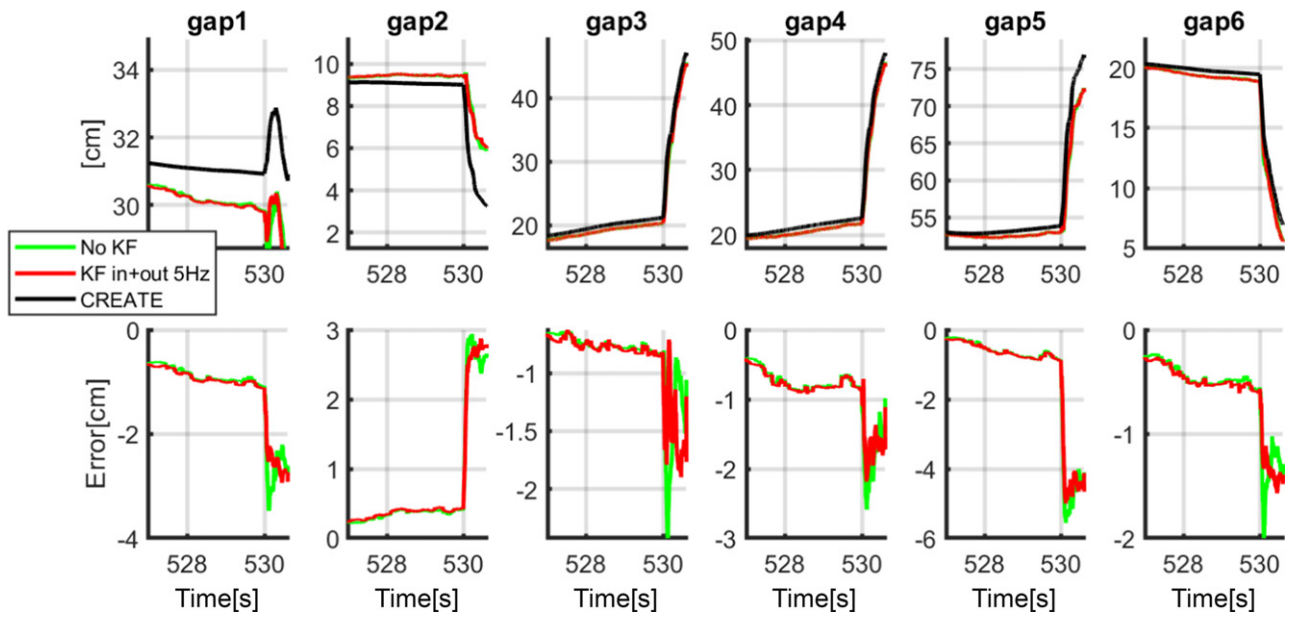 gap1 gap2 gap3 gap4 gap5 gap6
[cm]
34 32 30
10 8 6 4 2
40 30 20
50 40 30 20
75 70 65 60 55
20 15 10 5
528 530 528 530 528 530 528 530 528 530 528 530
No KF
KF in+out 5Hz
CREATE
Error[cm]
0 -2 -4
3 2 1 0
-1 -1.5 -2
0 -1 -2 -3
0 -2 -4 -6
0 -1 -2
528 530 528 530 528 530 528 530 528 530 528 530
Time[s] Time[s] Time[s] Time[s] Time[s] Time[s]